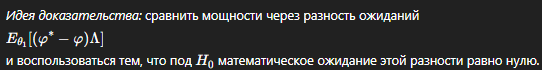 Идея доказательства: сравнить мощности через разность ожиданий
E_{θ_1}[(φ* − φ)Λ]
и воспользоваться тем, что под H_0 математическое ожидание этой разности равно нулю.